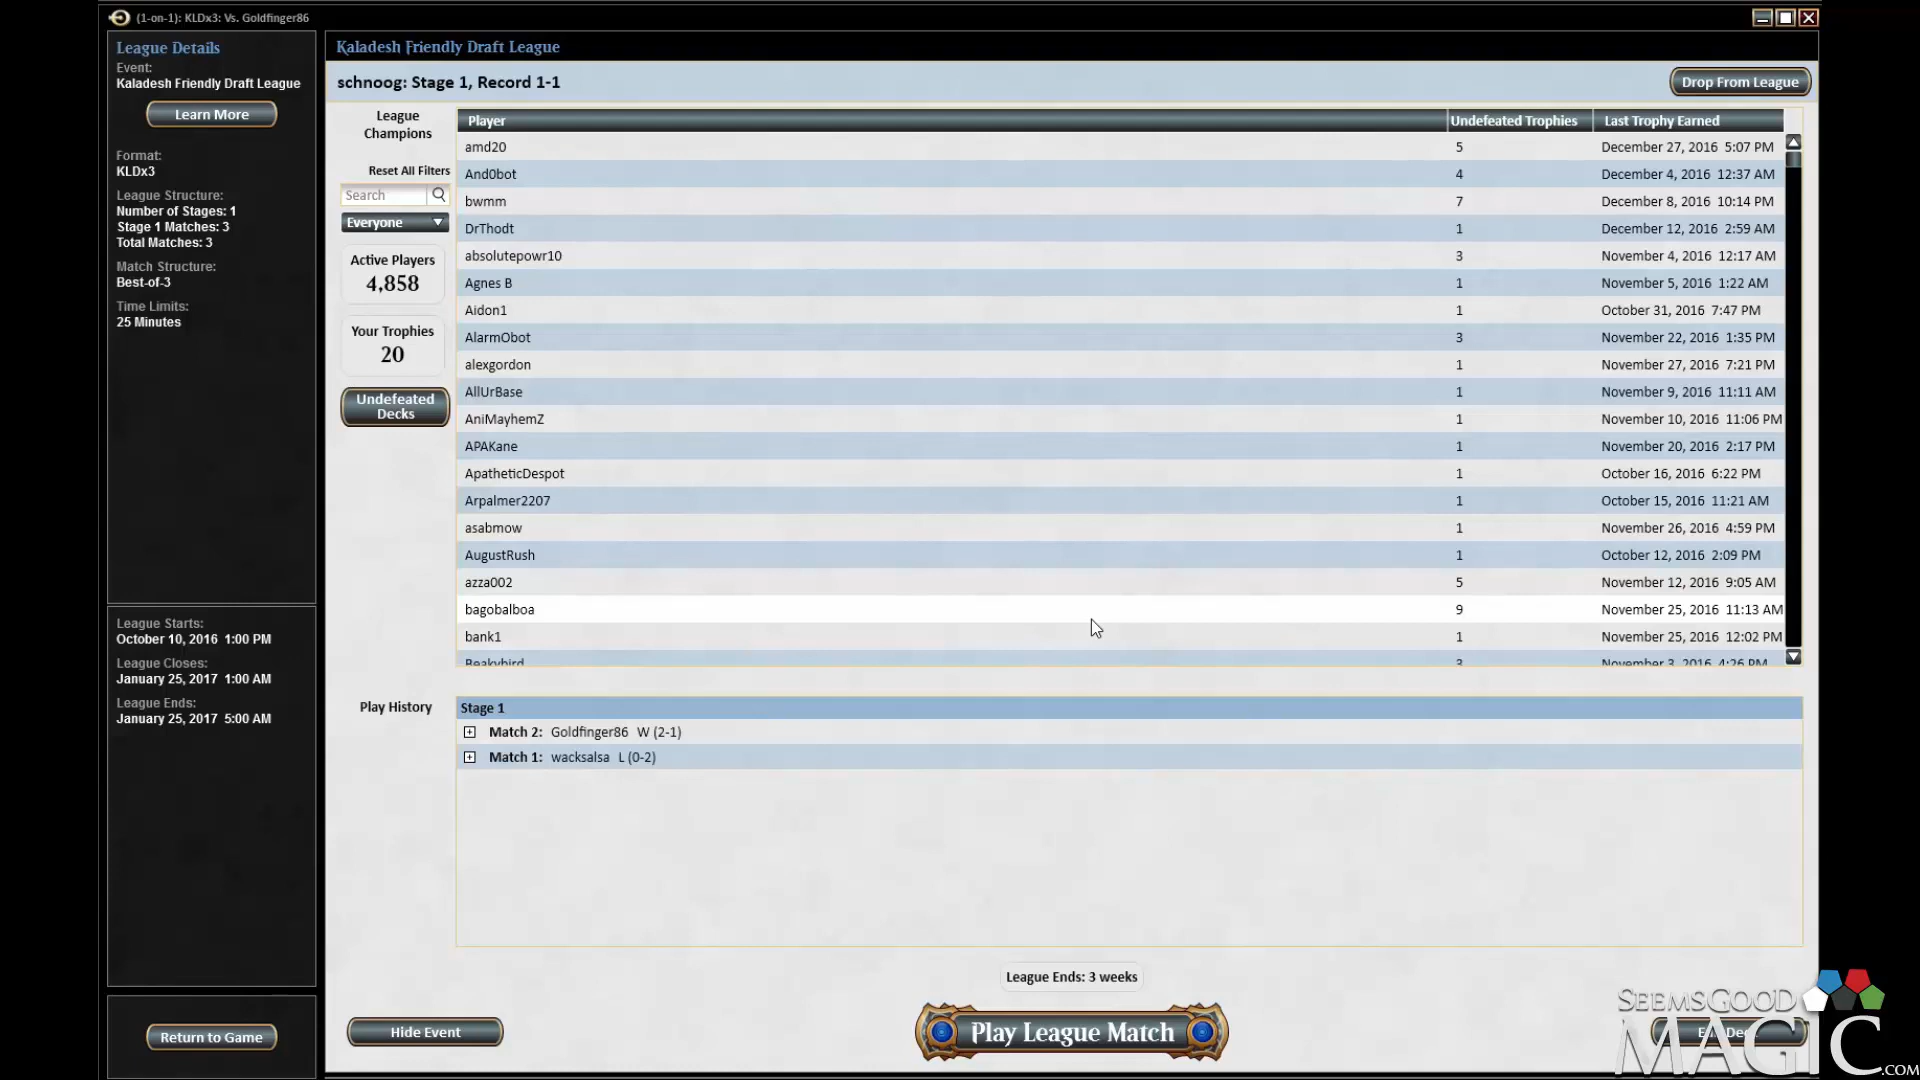 (1-on-1): KLDx3: Vs. Goldfinger86
League Details
Event:
Kaladesh Friendly Draft League
Learn More
Format:
KLDx3
League Structure:
Number of Stages: 1
Stage 1 Matches: 3
Total Matches: 3
Match Structure:
Best-of-3
Time Limits:
25 Minutes
League Starts:
October 10, 2016 1:00 PM
League Closes:
January 25, 2017 1:00 AM
League Ends:
January 25, 2017 5:00 AM
Return to Game
Kaladesh Friendly Draft League
schnoog: Stage 1, Record 1-1
Drop From League
League
Champions
Reset All Filters
Search
Everyone
Active Players
4,858
Your Trophies
20
Undefeated
Decks
Player Undefeated Trophies Last Trophy Earned
amd20 5 December 27, 2016 5:07 PM
And0bot 4 December 4, 2016 12:37 AM
bwmm 7 December 8, 2016 10:14 PM
DrThodt 1 December 12, 2016 2:59 AM
absolutepowr10 3 November 4, 2016 12:17 AM
Agnes B 1 November 5, 2016 1:22 AM
Aidon1 1 October 31, 2016 7:47 PM
AlarmObot 3 November 22, 2016 1:35 PM
alexgordon 1 November 27, 2016 7:21 PM
AllUrBase 1 November 9, 2016 11:11 AM
AniMayhemZ 1 November 10, 2016 11:06 PM
APAKane 1 November 20, 2016 2:17 PM
ApatheticDespot 1 October 16, 2016 6:22 PM
Arpalmer2207 1 October 15, 2016 11:21 AM
asabmow 1 November 26, 2016 4:59 PM
AugustRush 1 October 12, 2016 2:09 PM
azza002 5 November 12, 2016 9:05 AM
bagobalboa 9 November 25, 2016 11:13 AM
bank1 1 November 25, 2016 12:02 PM
Beakybird 3 November 3, 2016 4:26 PM
Play History
Stage 1
Match 2: Goldfinger86 W (2-1)
Match 1: wacksalsa L (0-2)
League Ends: 3 weeks
Hide Event
Play League Match
SEEMSGOOD
MAGIC.COM